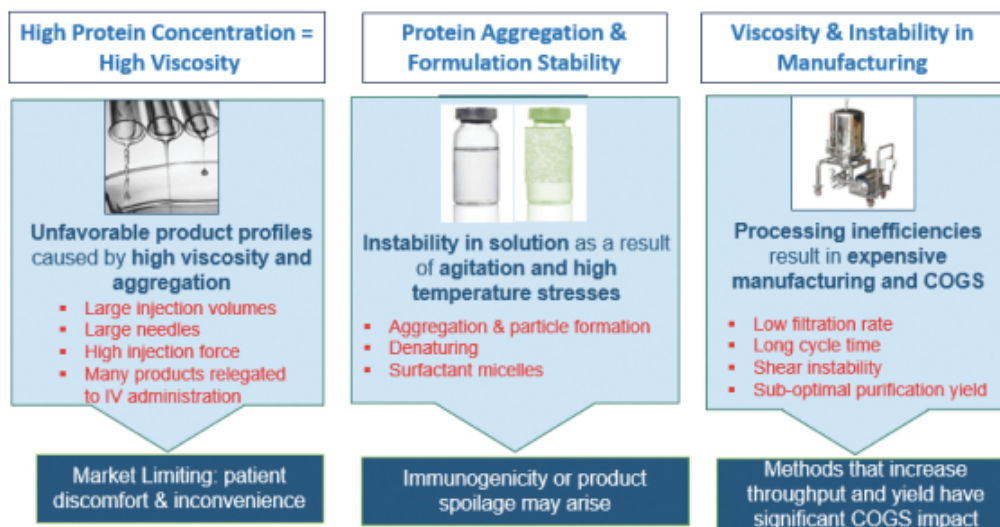 High Protein Concentration =
High Viscosity
Unfavorable product profiles
caused by high viscosity and
aggregation
▪ Large injection volumes
▪ Large needles
▪ High injection force
▪ Many products relegated
to IV administration
Market Limiting: patient
discomfort & inconvenience
Protein Aggregation &
Formulation Stability
Instability in solution as a result
of agitation and high
temperature stresses
▪ Aggregation & particle formation
▪ Denaturing
▪ Surfactant micelles
Immunogenicity or product
spoilage may arise
Viscosity & Instability in
Manufacturing
Processing inefficiencies
result in expensive
manufacturing and COGS
▪ Low filtration rate
▪ Long cycle time
▪ Shear instability
▪ Sub-optimal purification yield
Methods that increase
throughput and yield have
significant COGS impact